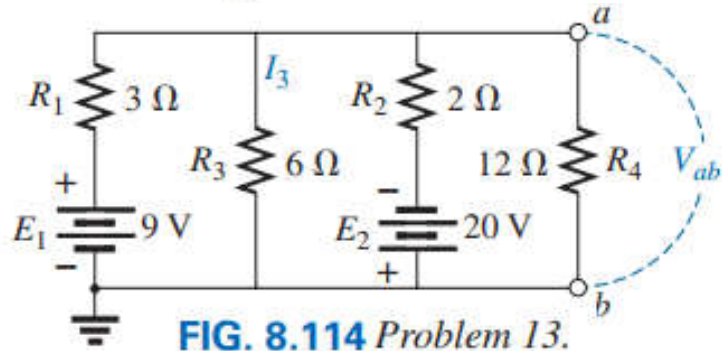 a
I3
R1 3 Ω
R2 2 Ω
R3 6 Ω
12 Ω R4
Vab
+
-
E1 9 V
E2 20 V
-
+
b
FIG. 8.114 Problem 13.